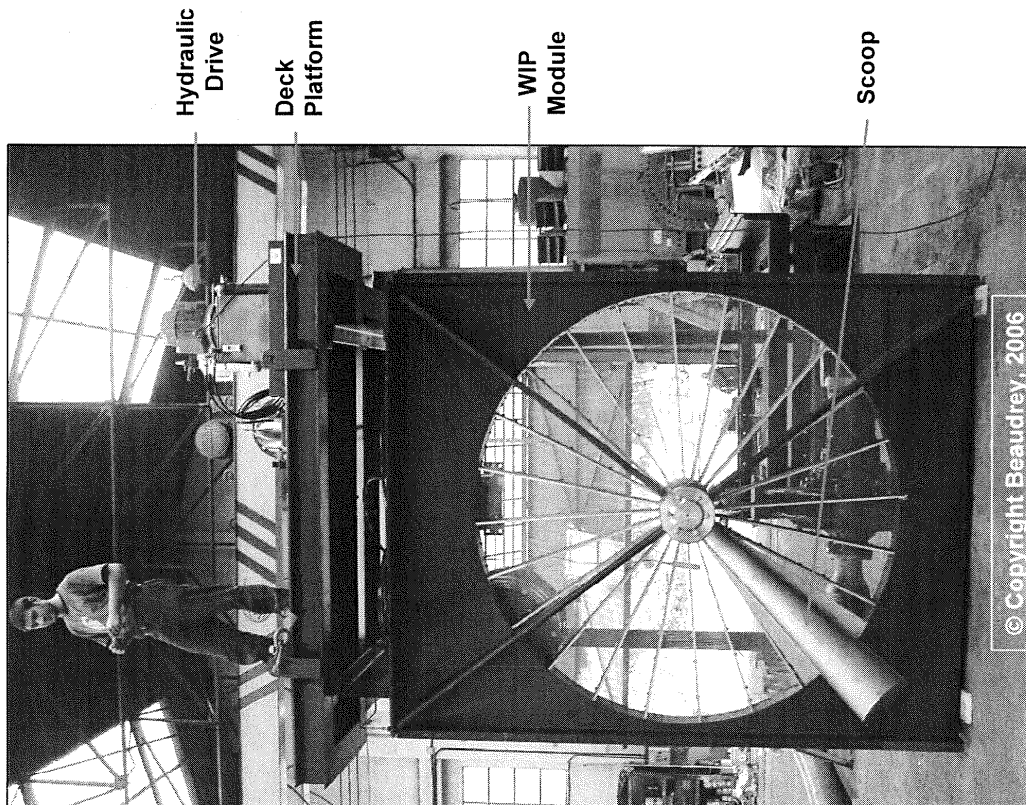 Hydraulic
Drive
Deck
Platform
WIP
Module
Scoop
© Copyright Beaudrey, 2006